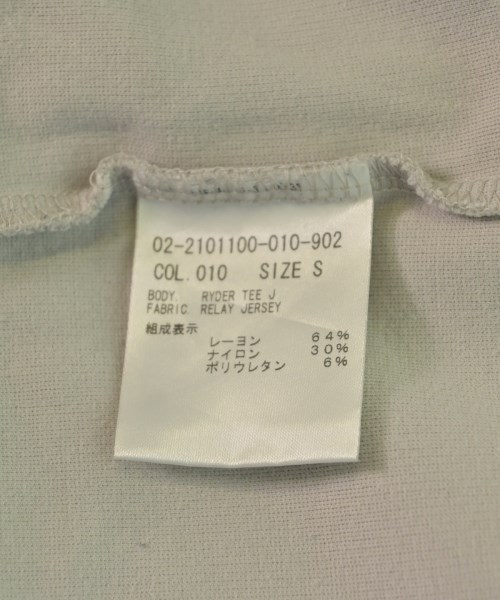 02-2101100-010-902
COL. 010 SIZE S
BODY. RYDER TEE J
FABRIC RELAY JERSEY
組成表示
レーヨン 64%
ナイロン 30%
ポリウレタン 6%